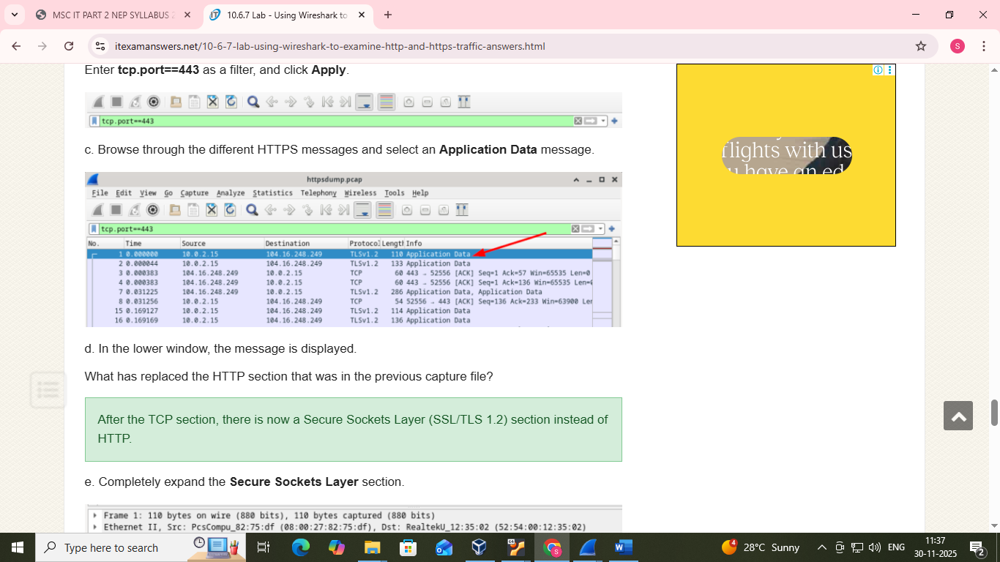 MSC IT PART 2 NEP SYLLABUS 2
10.6.7 Lab - Using Wireshark to
itexamanswers.net/10-6-7-lab-using-wireshark-to-examine-http-and-https-traffic-answers.html
S
Enter tcp.port==443 as a filter, and click Apply.
tcp.port==443
c. Browse through the different HTTPS messages and select an Application Data message.
httpsdump.pcap
File Edit View Go Capture Analyze Statistics Telephony Wireless Tools Help
tcp.port==443
No. Time Source Destination Protocol Length Info
1 0.000000 10.0.2.15 104.16.248.249 TLSv1.2 110 Application Data
2 0.000044 10.0.2.15 104.16.248.249 TLSv1.2 133 Application Data
3 0.000383 104.16.248.249 10.0.2.15 TCP 60 443 → 52556 [ACK] Seq=1 Ack=57 Win=65535 Len=0
4 0.000383 104.16.248.249 10.0.2.15 TCP 60 443 → 52556 [ACK] Seq=1 Ack=136 Win=65535 Len=
7 0.031225 104.16.248.249 10.0.2.15 TLSv1.2 286 Application Data, Application Data
8 0.031256 10.0.2.15 104.16.248.249 TCP 54 52556 → 443 [ACK] Seq=136 Ack=233 Win=63900 Ler
15 0.169127 10.0.2.15 104.16.248.249 TLSv1.2 114 Application Data
16 0.169169 10.0.2.15 104.16.248.249 TLSv1.2 136 Application Data
d. In the lower window, the message is displayed.
What has replaced the HTTP section that was in the previous capture file?
After the TCP section, there is now a Secure Sockets Layer (SSL/TLS 1.2) section instead of
HTTP.
e. Completely expand the Secure Sockets Layer section.
Frame 1: 110 bytes on wire (880 bits), 110 bytes captured (880 bits)
Ethernet II, Src: PcsCompu_82:75:df (08:00:27:82:75:df), Dst: RealtekU_12:35:02 (52:54:00:12:35:02)
flights with us
u have an ed
Type here to search
64
S
W
4
28°C Sunny
ENG
11:37
30-11-2025
2